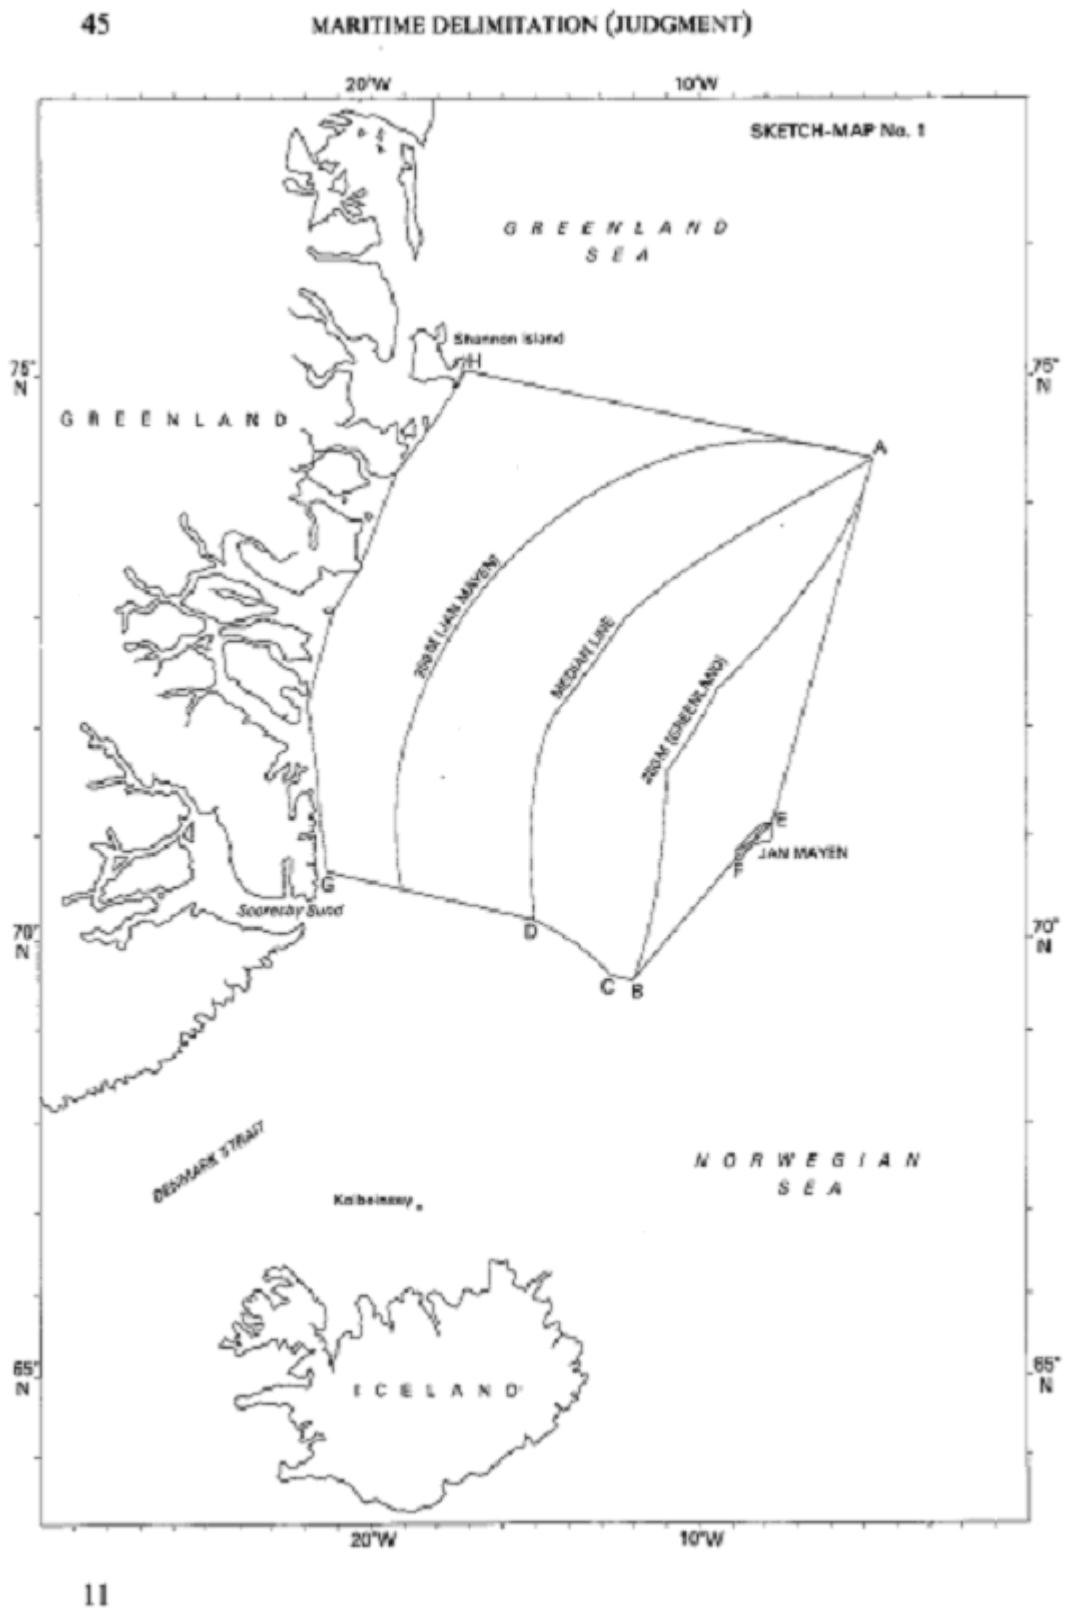 45 MARITIME DELIMITATION (JUDGMENT)
20°W 10°W
SKETCH-MAP No. 1
GREENLAND
SEA
Shannon Island
H
75°
N
75°
N
GREENLAND
A
200 M (JAN MAYEN)
MEDIAN LINE
200 M (GREENLAND)
E
JAN MAYEN
F
G
Scoresby Sund
70°
N
D
70°
N
C B
DENMARK STRAIT
NORWEGIAN
SEA
Kolbeinsey
65°
N
65°
N
ICELAND
20°W 10°W
11